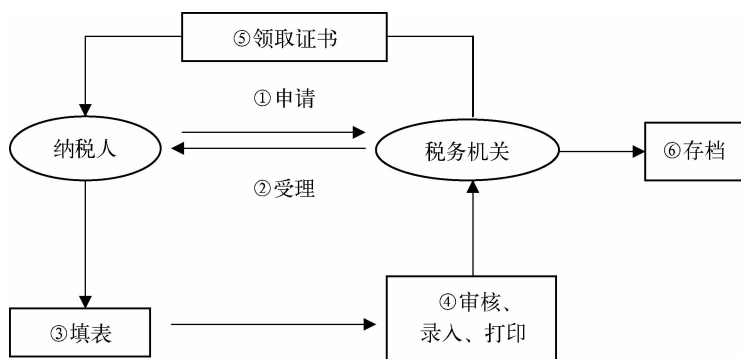 ⑤领取证书
①申请
纳税人
税务机关
⑥存档
②受理
③填表
④审核、
录入、打印